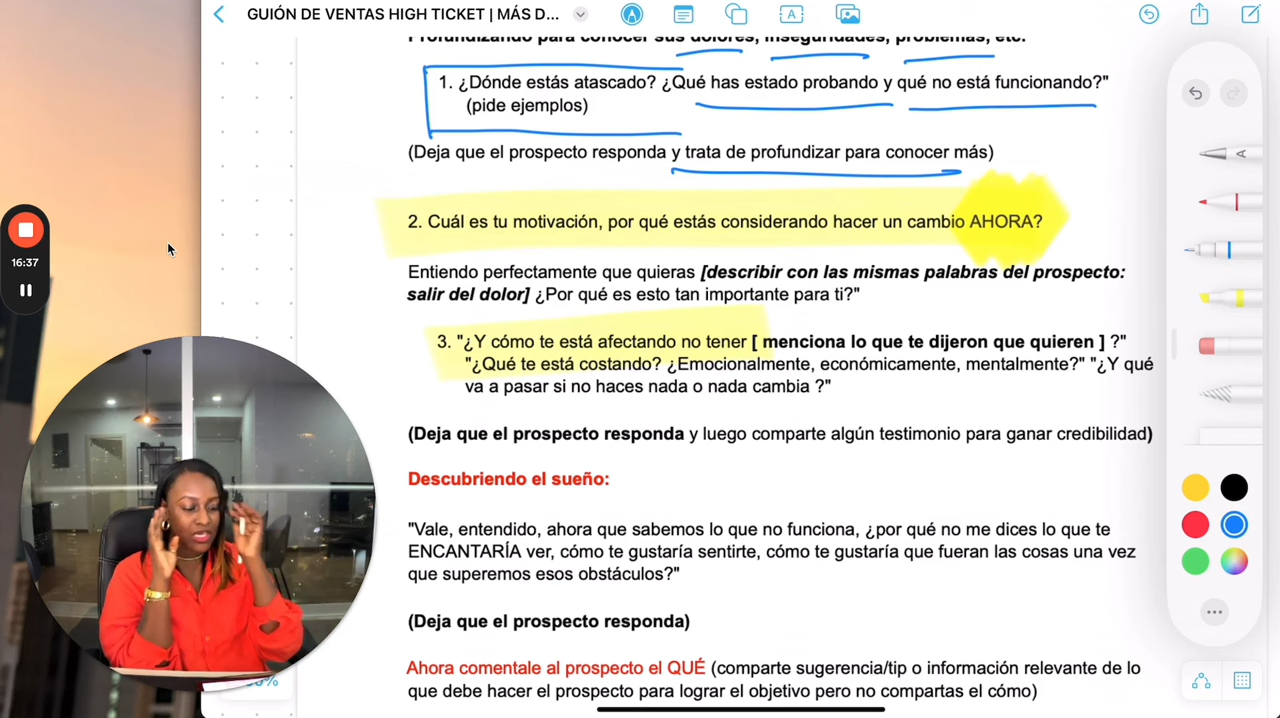 GUIÓN DE VENTAS HIGH TICKET | MÁS D...
Profundizando para conocer sus dolores, inseguridades, problemas, etc.
1. ¿Dónde estás atascado? ¿Qué has estado probando y qué no está funcionando?"
(pide ejemplos)
(Deja que el prospecto responda y trata de profundizar para conocer más)
2. Cuál es tu motivación, por qué estás considerando hacer un cambio AHORA?
Entiendo perfectamente que quieras [describir con las mismas palabras del prospecto:
salir del dolor] ¿Por qué es esto tan importante para ti?"
3. "¿Y cómo te está afectando no tener [ menciona lo que te dijeron que quieren ] ?"
"¿Qué te está costando? ¿Emocionalmente, económicamente, mentalmente?" "¿Y qué
va a pasar si no haces nada o nada cambia ?"
(Deja que el prospecto responda y luego comparte algún testimonio para ganar credibilidad)
Descubriendo el sueño:
"Vale, entendido, ahora que sabemos lo que no funciona, ¿por qué no me dices lo que te
ENCANTARÍA ver, cómo te gustaría sentirte, cómo te gustaría que fueran las cosas una vez
que superemos esos obstáculos?"
(Deja que el prospecto responda)
Ahora comentale al prospecto el QUÉ (comparte sugerencia/tip o información relevante de lo
que debe hacer el prospecto para lograr el objetivo pero no compartas el cómo)
16:37
A
A